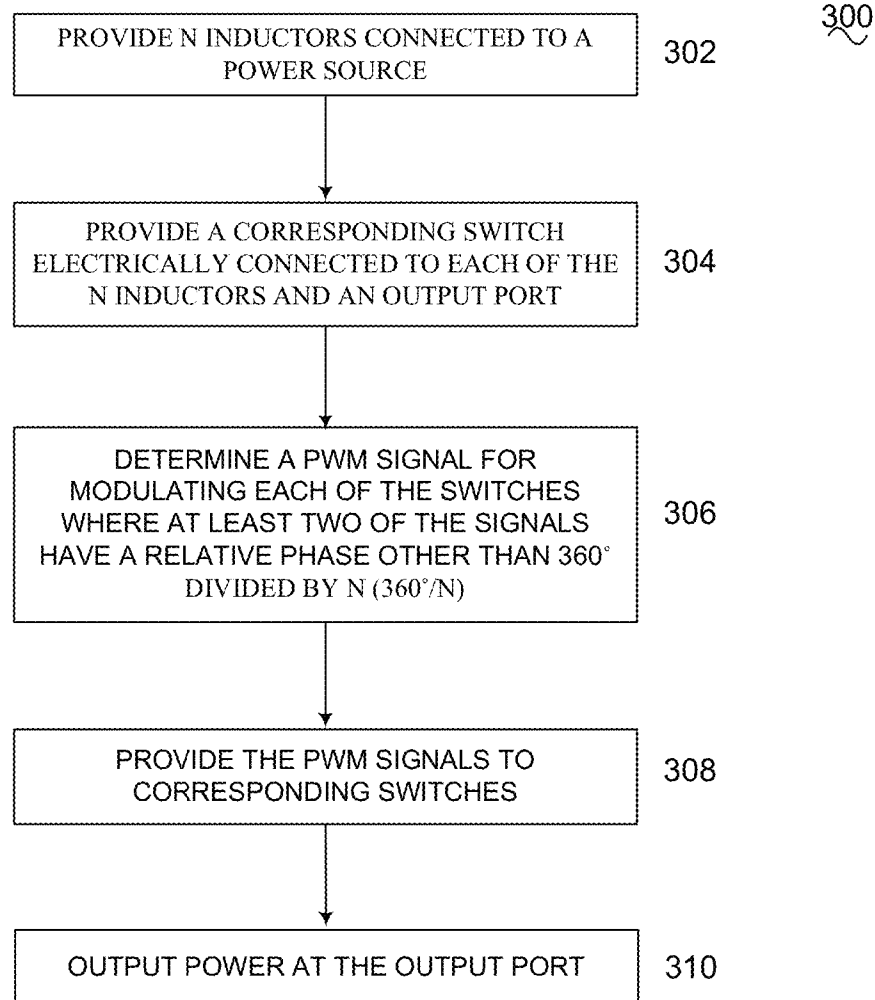 300
PROVIDE N INDUCTORS CONNECTED TO A
POWER SOURCE
302
PROVIDE A CORRESPONDING SWITCH
ELECTRICALLY CONNECTED TO EACH OF THE
N INDUCTORS AND AN OUTPUT PORT
304
DETERMINE A PWM SIGNAL FOR
MODULATING EACH OF THE SWITCHES
WHERE AT LEAST TWO OF THE SIGNALS
HAVE A RELATIVE PHASE OTHER THAN 360°
DIVIDED BY N (360°/N)
306
PROVIDE THE PWM SIGNALS TO
CORRESPONDING SWITCHES
308
OUTPUT POWER AT THE OUTPUT PORT
310